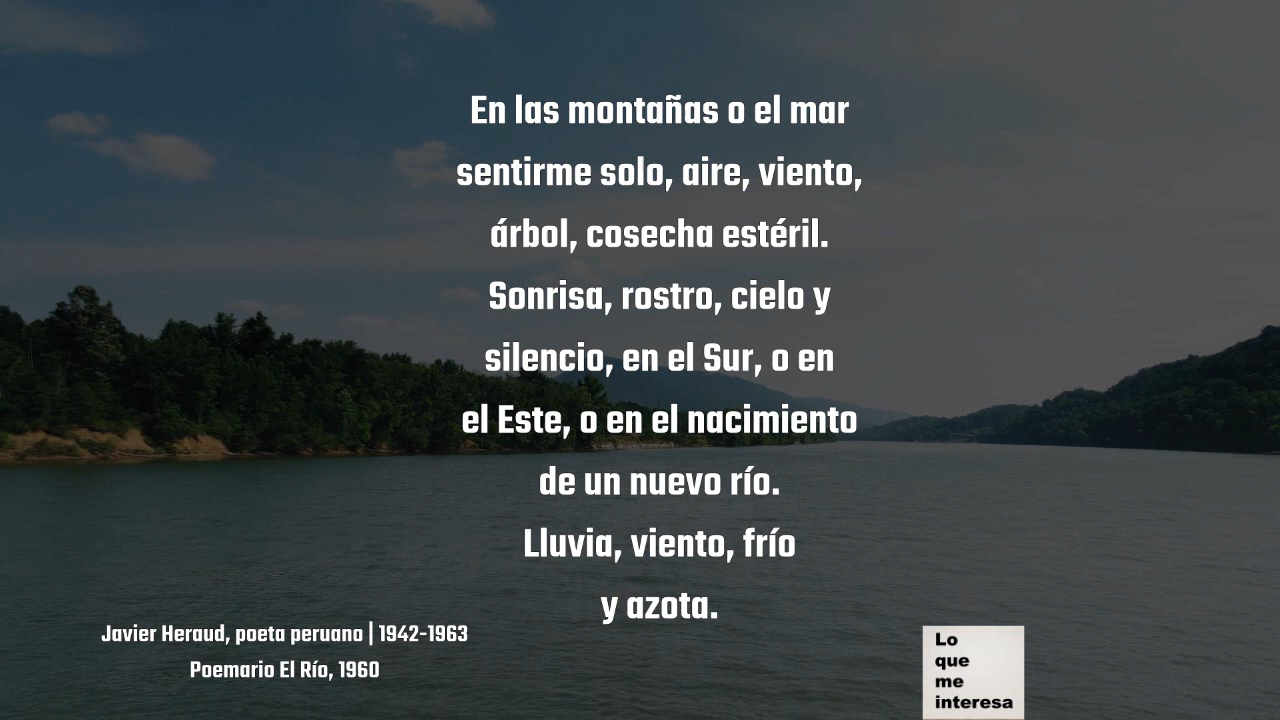 En las montañas o el mar
sentirme solo, aire, viento,
árbol, cosecha estéril.
Sonrisa, rostro, cielo y
silencio, en el Sur, o en
el Este, o en el nacimiento
de un nuevo río.
Lluvia, viento, frío
y azota.
Javier Heraud, poeta peruano | 1942-1963
Poemario El Río, 1960
Lo
que
me
interesa